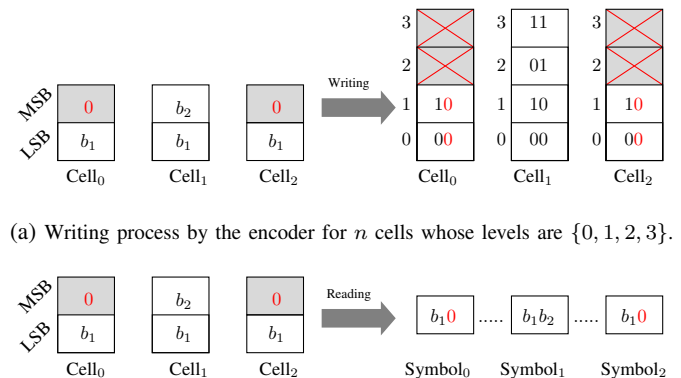 MSB 0 b2 0
LSB b1 b1 b1
Cell0 Cell1 Cell2
Writing
3 3 11 3
2 2 01 2
1 10 1 10 1 10
0 00 0 00 0 00
Cell0 Cell1 Cell2
(a) Writing process by the encoder for n cells whose levels are {0, 1, 2, 3}.
MSB 0 b2 0
LSB b1 b1 b1
Cell0 Cell1 Cell2
Reading
b10 ..... b1b2 ..... b10
Symbol0 Symbol1 Symbol2